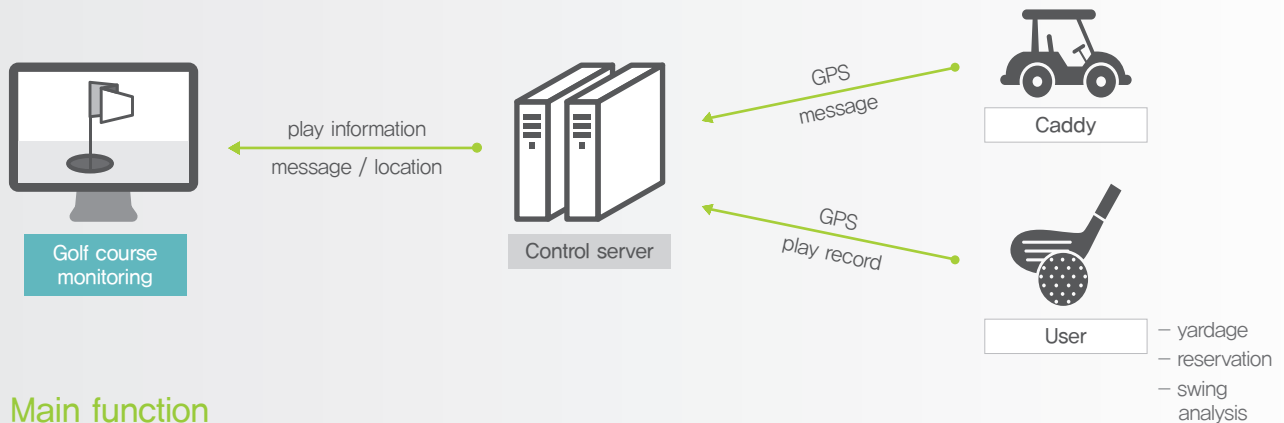 GPS
message
Caddy
play information
message / location
Golf course
monitoring
Control server
GPS
play record
User
– yardage
– reservation
– swing
analysis
Main function